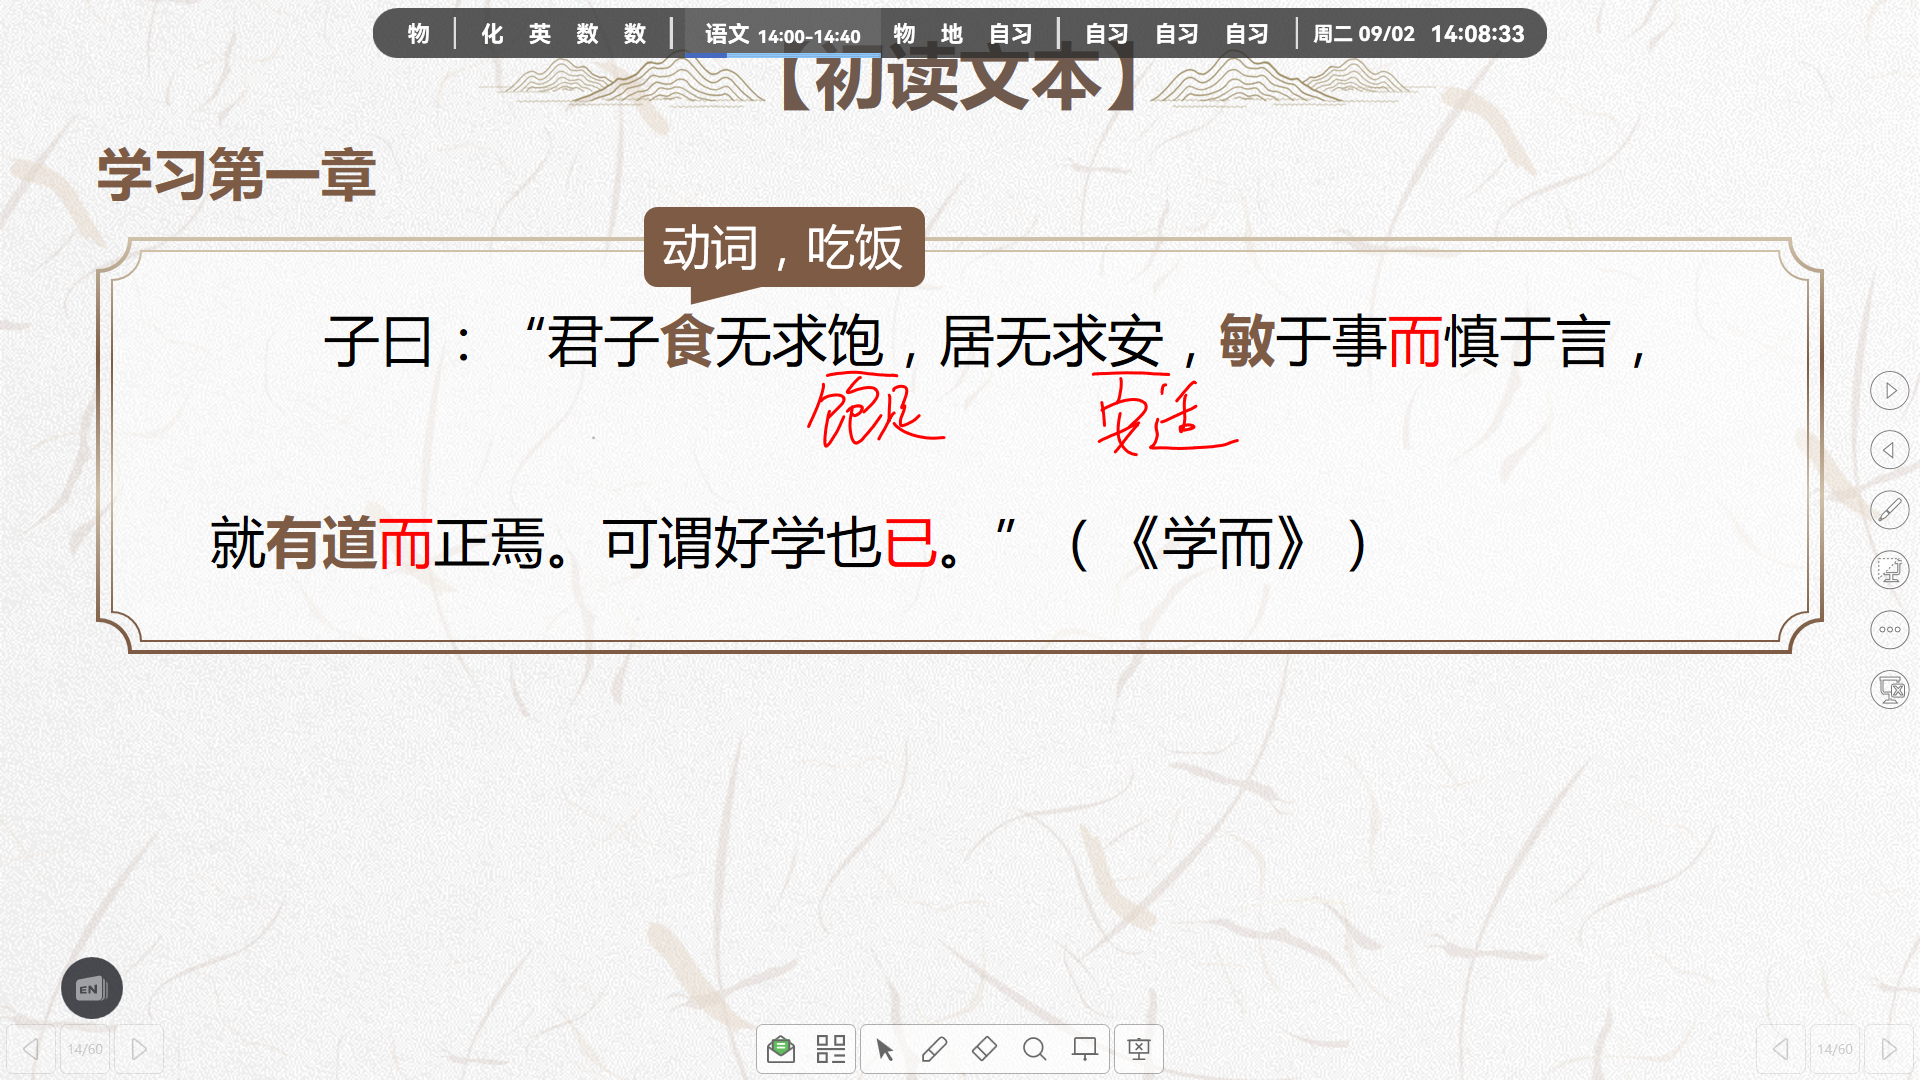 物 | 化 英 数 数 | 语文 14:00-14:40 物 地 自习 | 自习 自习 自习 | 周二 09/02 14:08:33
【初读文本】
学习第一章
动词，吃饭
子曰：“君子食无求饱，居无求安，敏于事而慎于言，
饱足 安适
就有道而正焉。可谓好学也已。”（《学而》）
EN
14/60 14/60